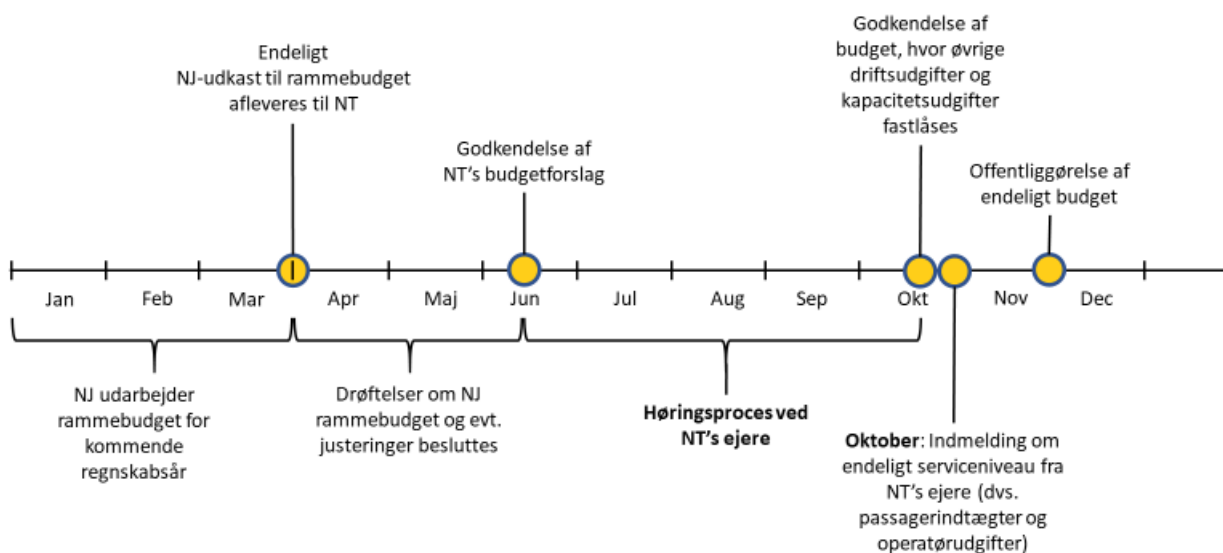 Endeligt
NJ-udkast til rammebudget
afleveres til NT
Godkendelse af
NT's budgetforslag
Godkendelse af
budget, hvor øvrige
driftsudgifter og
kapacitetsudgifter
fastlåses
Offentliggørelse af
endeligt budget
Jan
Feb
Mar
Apr
Maj
Jun
Jul
Aug
Sep
Okt
Nov
Dec
NJ udarbejder
rammebudget for
kommende
regnskabsår
Drøftelser om NJ
rammebudget og evt.
justeringer besluttes
Høringsproces ved
NT's ejere
Oktober: Indmelding om
endeligt serviceniveau fra
NT's ejere (dvs.
passagerindtægter og
operatørudgifter)